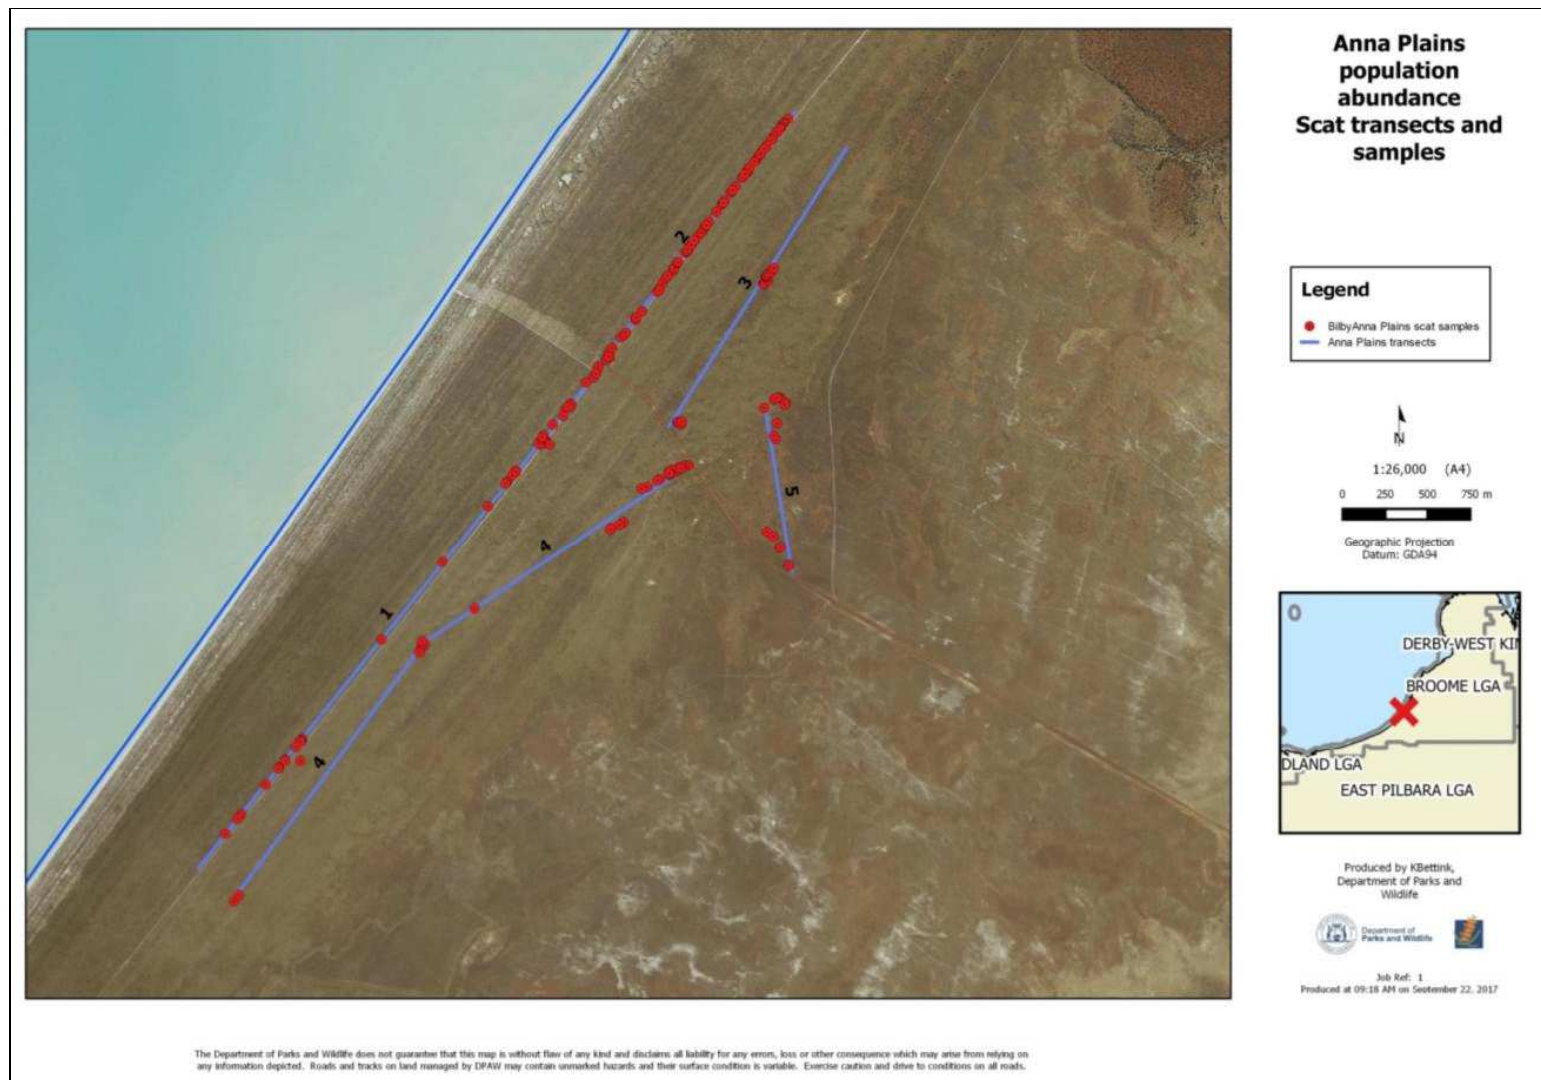 Anna Plains
population
abundance
Scat transects and
samples
2
3
5
4
1
4
Legend
BilbyAnna Plains scat samples
Anna Plains transects
N
1:26,000 (A4)
0 250 500 750 m
Geographic Projection
Datum: GDA94
DERBY-WEST KI
BROOME LGA
DLAND LGA
EAST PILBARA LGA
Produced by KBettink,
Department of Parks and
Wildlife
Department of
Parks and Wildlife
Job Ref: 1
Produced at 09:18 AM on September 22, 2017
The Department of Parks and Wildlife does not guarantee that this map is without flaw of any kind and disclaims all liability for any errors, loss or other consequence which may arise from relying on
any information depicted. Roads and tracks on land managed by DPAW may contain unmarked hazards and their surface condition is variable. Exercise caution and drive to conditions on all roads.